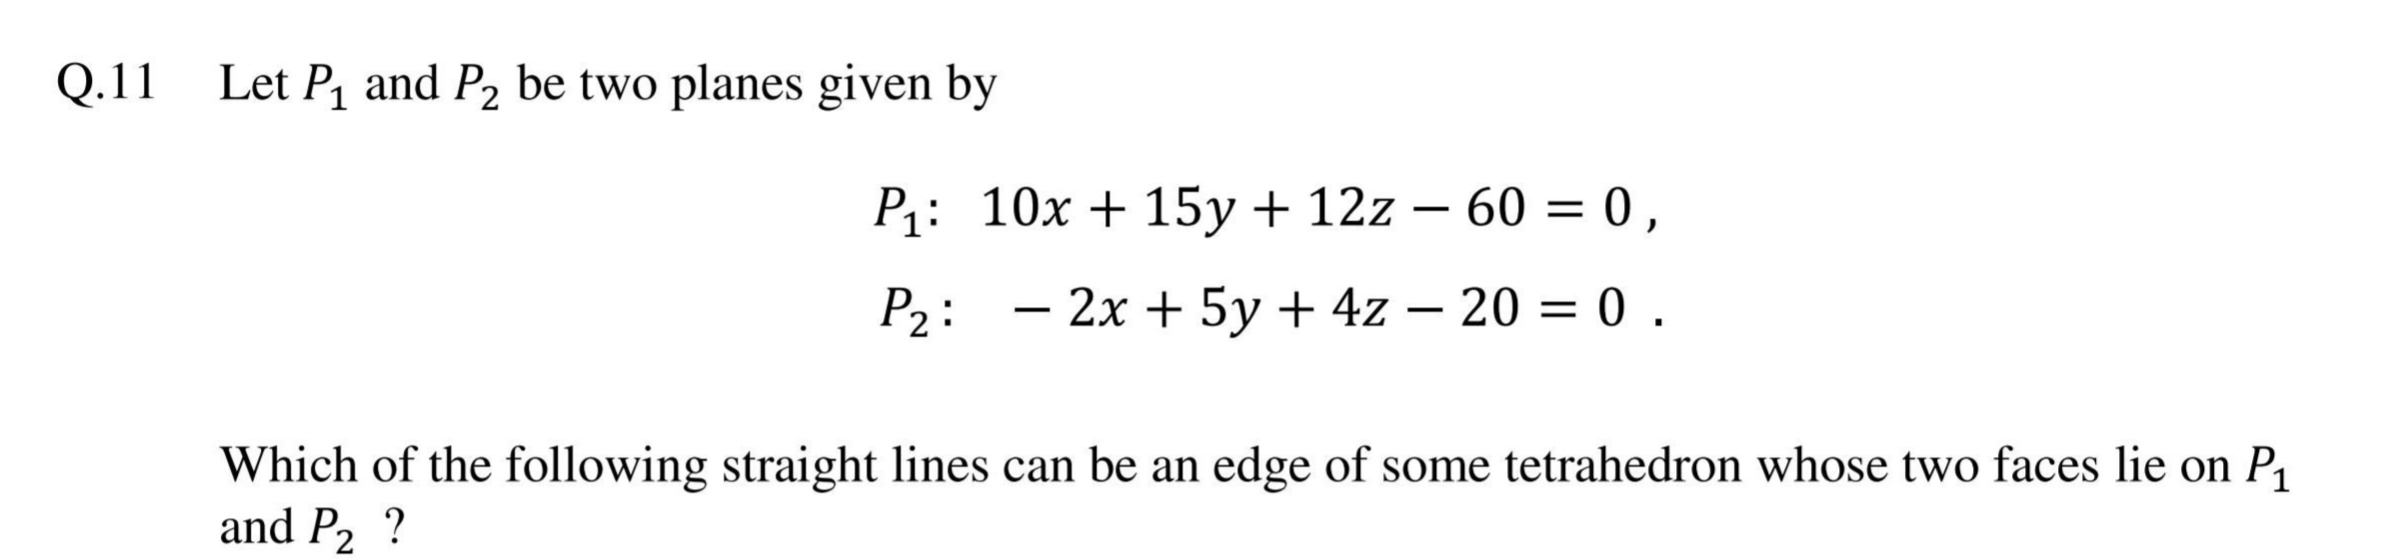 Q.11 Let P₁ and P₂ be two planes given by
P₁: 10x + 15y + 12z − 60 = 0 ,
P₂ : − 2x + 5y + 4z − 20 = 0 .
Which of the following straight lines can be an edge of some tetrahedron whose two faces lie on P₁
and P₂ ?